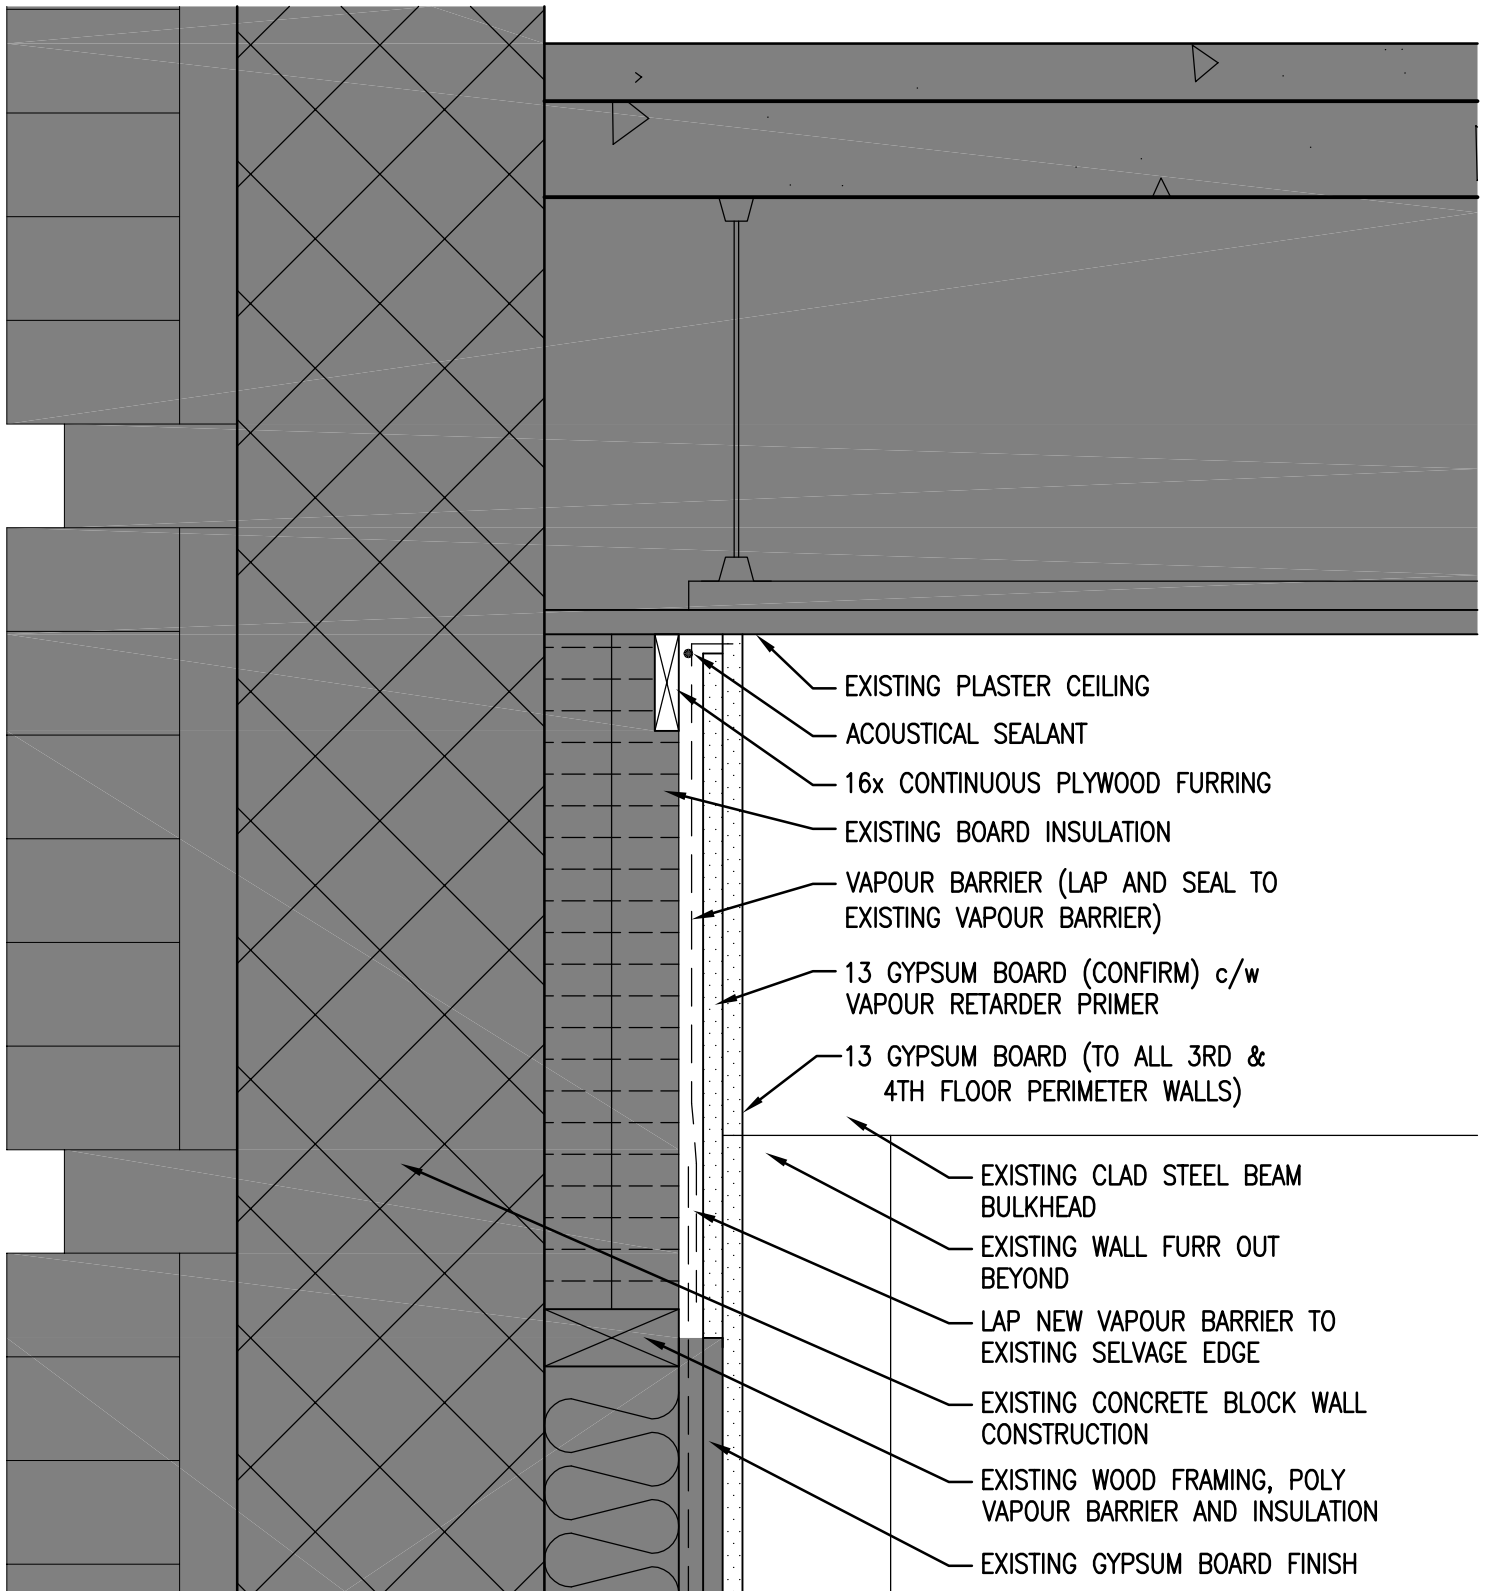 EXISTING PLASTER CEILING
ACOUSTICAL SEALANT
16x CONTINUOUS PLYWOOD FURRING
EXISTING BOARD INSULATION
VAPOUR BARRIER (LAP AND SEAL TO
EXISTING VAPOUR BARRIER)
13 GYPSUM BOARD (CONFIRM) c/w
VAPOUR RETARDER PRIMER
13 GYPSUM BOARD (TO ALL 3RD &
4TH FLOOR PERIMETER WALLS)
EXISTING CLAD STEEL BEAM
BULKHEAD
EXISTING WALL FURR OUT
BEYOND
LAP NEW VAPOUR BARRIER TO
EXISTING SELVAGE EDGE
EXISTING CONCRETE BLOCK WALL
CONSTRUCTION
EXISTING WOOD FRAMING, POLY
VAPOUR BARRIER AND INSULATION
EXISTING GYPSUM BOARD FINISH